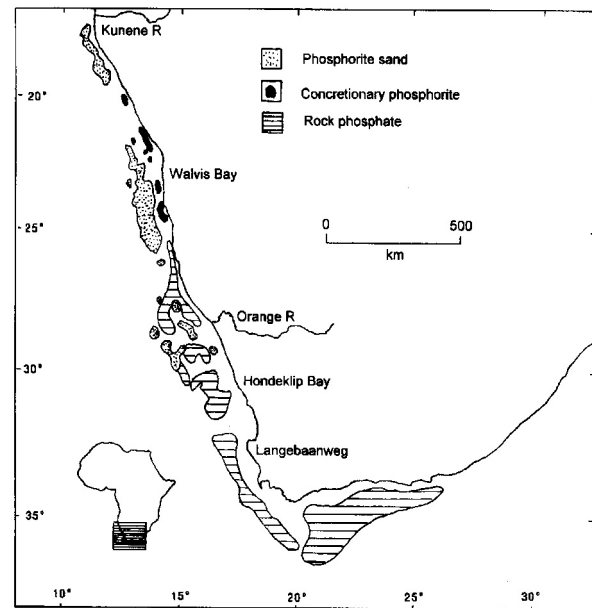 Kunene R
Phosphorite sand
Concretionary phosphorite
Rock phosphate
20°
Walvis Bay
25°
0 500
km
Orange R
30°
Hondeklip Bay
Langebaanweg
35°
10° 15° 20° 25° 30°